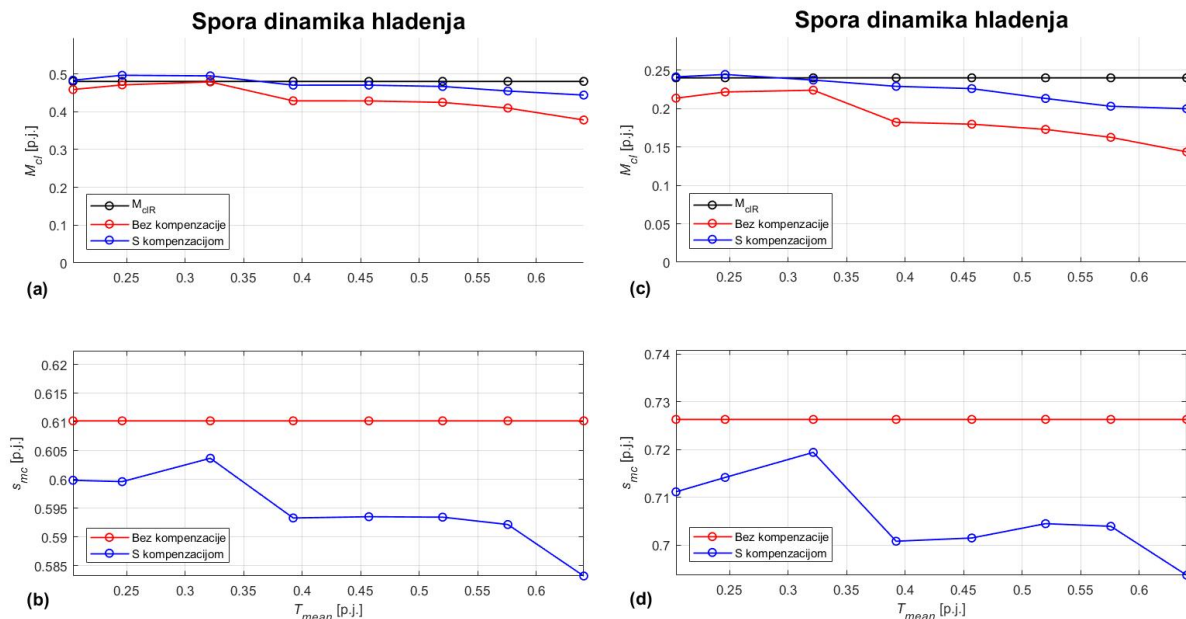 Spora dinamika hladenja
0.5
0.4
0.3
0.2
0.1
0
M_cl [p.j.]
M_clR
Bez kompenzacije
S kompenzacijom
0.25 0.3 0.35 0.4 0.45 0.5 0.55 0.6
(a)
Spora dinamika hladenja
0.25
0.2
0.15
0.1
0.05
0
M_cl [p.j.]
M_clR
Bez kompenzacije
S kompenzacijom
0.25 0.3 0.35 0.4 0.45 0.5 0.55 0.6
(c)
0.62
0.615
0.61
0.605
0.60
0.595
0.59
0.585
s_mc [p.j.]
Bez kompenzacije
S kompenzacijom
0.25 0.3 0.35 0.4 0.45 0.5 0.55 0.6
T_mean [p.j.]
(b)
0.74
0.73
0.72
0.71
0.7
s_mc [p.j.]
Bez kompenzacije
S kompenzacijom
0.25 0.3 0.35 0.4 0.45 0.5 0.55 0.6
T_mean [p.j.]
(d)